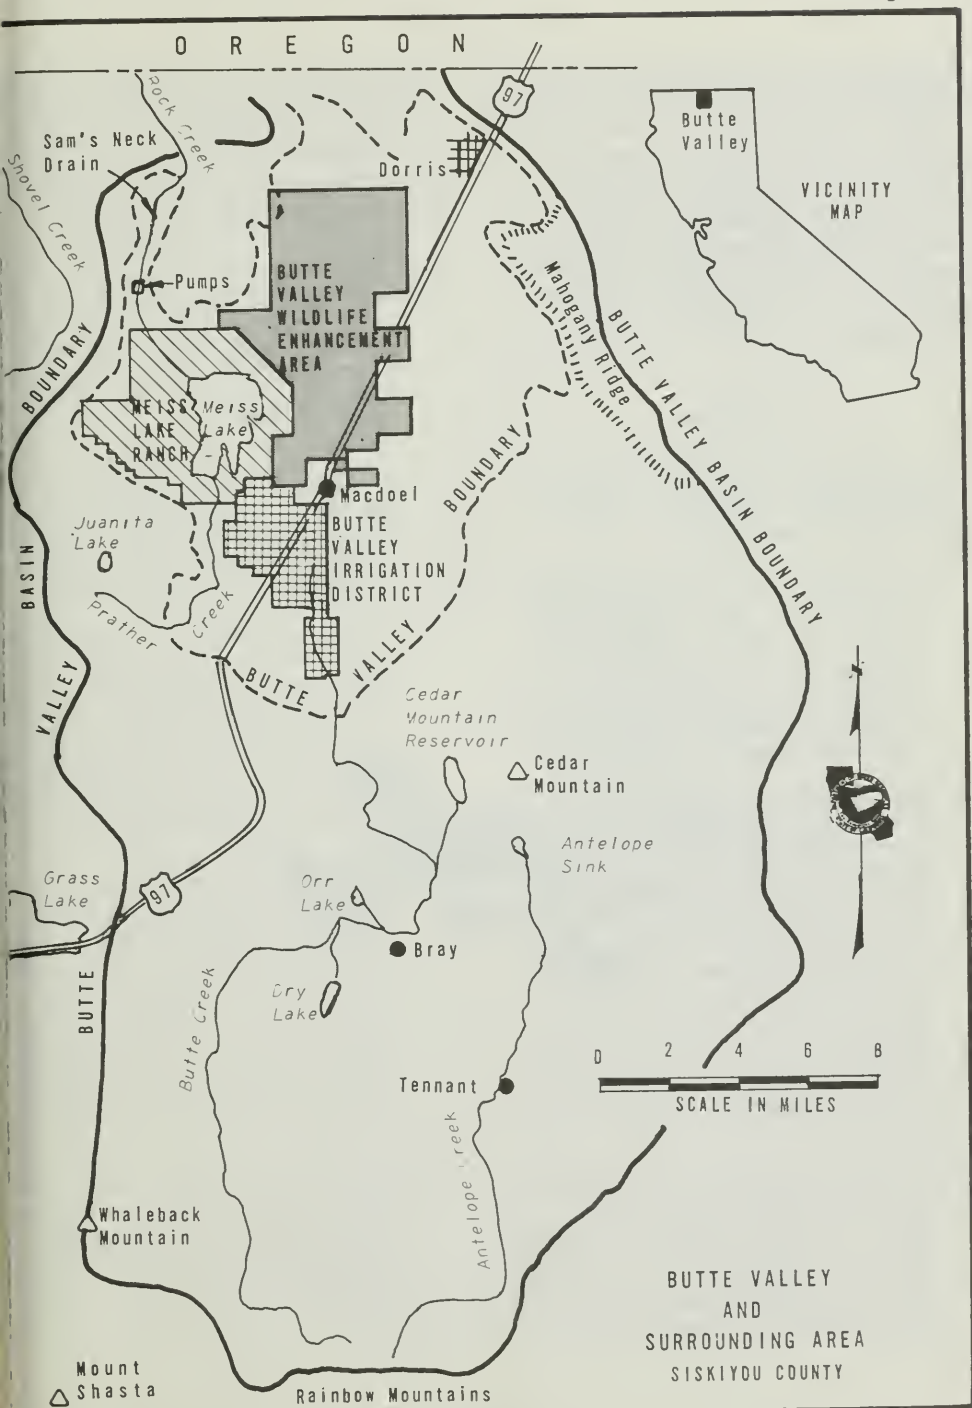 OREGON
97
Rock Creek
Sam's Neck
Drain
Shovel Creek
Dorris
Butte
Valley
VICINITY
MAP
Pumps
BUTTE
VALLEY
WILDLIFE
ENHANCEMENT
AREA
Mahogany Ridge
BUTTE VALLEY BASIN BOUNDARY
MEISS
LAKE
RANCH
Meiss
Lake
Macdoel
BUTTE
VALLEY
IRRIGATION
DISTRICT
Juanita
Lake
Prather Creek
BUTTE VALLEY BOUNDARY
BUTTE VALLEY BASIN BOUNDARY
Cedar
Mountain
Reservoir
Cedar
Mountain
Antelope
Sink
Grass
Lake
97
Orr
Lake
Bray
Dry
Lake
Butte Creek
Tennant
Antelope Creek
0 2 4 6 8
SCALE IN MILES
Whaleback
Mountain
Mount
Shasta
Rainbow Mountains
BUTTE VALLEY
AND
SURROUNDING AREA
SISKIYOU COUNTY